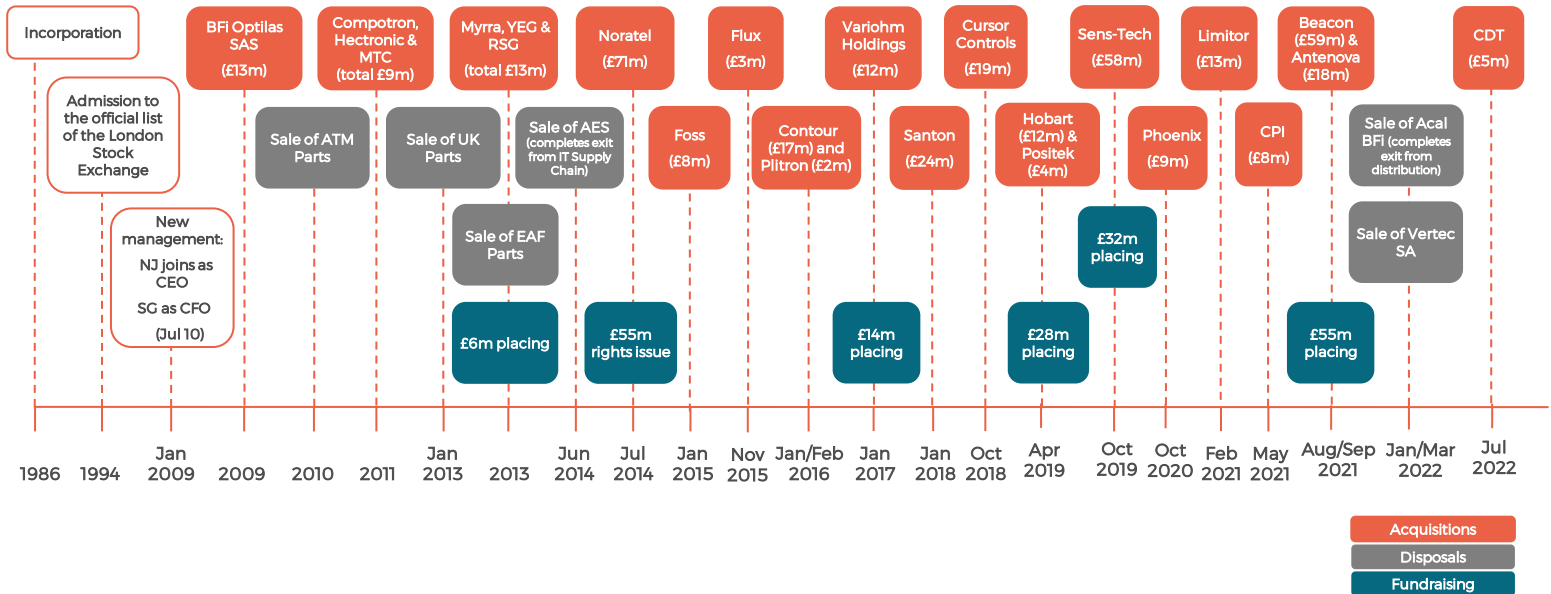 Incorporation
Admission to
the official list
of the London
Stock
Exchange
New
management:
NJ joins as
CEO
SG as CFO
(Jul 10)
BFi Optilas
SAS
(£13m)
Sale of ATM
Parts
Compotron,
Hectronic &
MTC
(total £9m)
Sale of UK
Parts
Myrra, YEG &
RSG
(total £13m)
Sale of EAF
Parts
£6m placing
Sale of AES
(completes exit
from IT Supply
Chain)
Noratel
(£71m)
£55m
rights issue
Foss
(£8m)
Flux
(£3m)
Contour
(£17m) and
Plitron (£2m)
Variohm
Holdings
(£12m)
£14m
placing
Santon
(£24m)
Cursor
Controls
(£19m)
Hobart
(£12m) &
Positek
(£4m)
£28m
placing
Sens-Tech
(£58m)
£32m
placing
Phoenix
(£9m)
Limitor
(£13m)
CPI
(£8m)
Beacon
(£59m) &
Antenova
(£18m)
£55m
placing
Sale of Acal
BFi (completes
exit from
distribution)
Sale of Vertec
SA
CDT
(£5m)
1986
1994
Jan
2009
2009
2010
2011
Jan
2013
2013
Jun
2014
Jul
2014
Jan
2015
Nov
2015
Jan/Feb
2016
Jan
2017
Jan
2018
Oct
2018
Apr
2019
Oct
2019
Oct
2020
Feb
2021
May
2021
Aug/Sep
2021
Jan/Mar
2022
Jul
2022
Acquisitions
Disposals
Fundraising